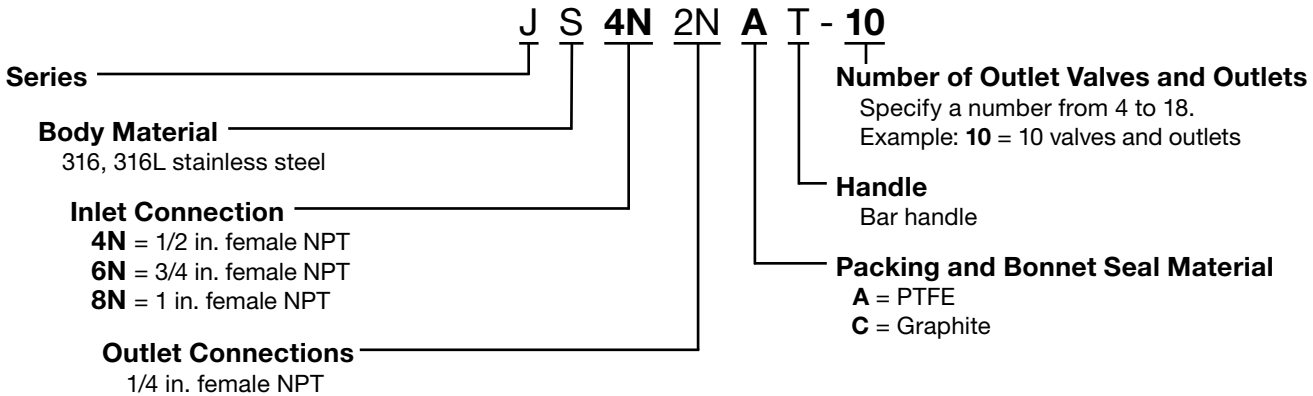 J S 4N 2N A T - 10
Series
Body Material
316, 316L stainless steel
Inlet Connection
4N = 1/2 in. female NPT
6N = 3/4 in. female NPT
8N = 1 in. female NPT
Outlet Connections
1/4 in. female NPT
Number of Outlet Valves and Outlets
Specify a number from 4 to 18.
Example: 10 = 10 valves and outlets
Handle
Bar handle
Packing and Bonnet Seal Material
A = PTFE
C = Graphite